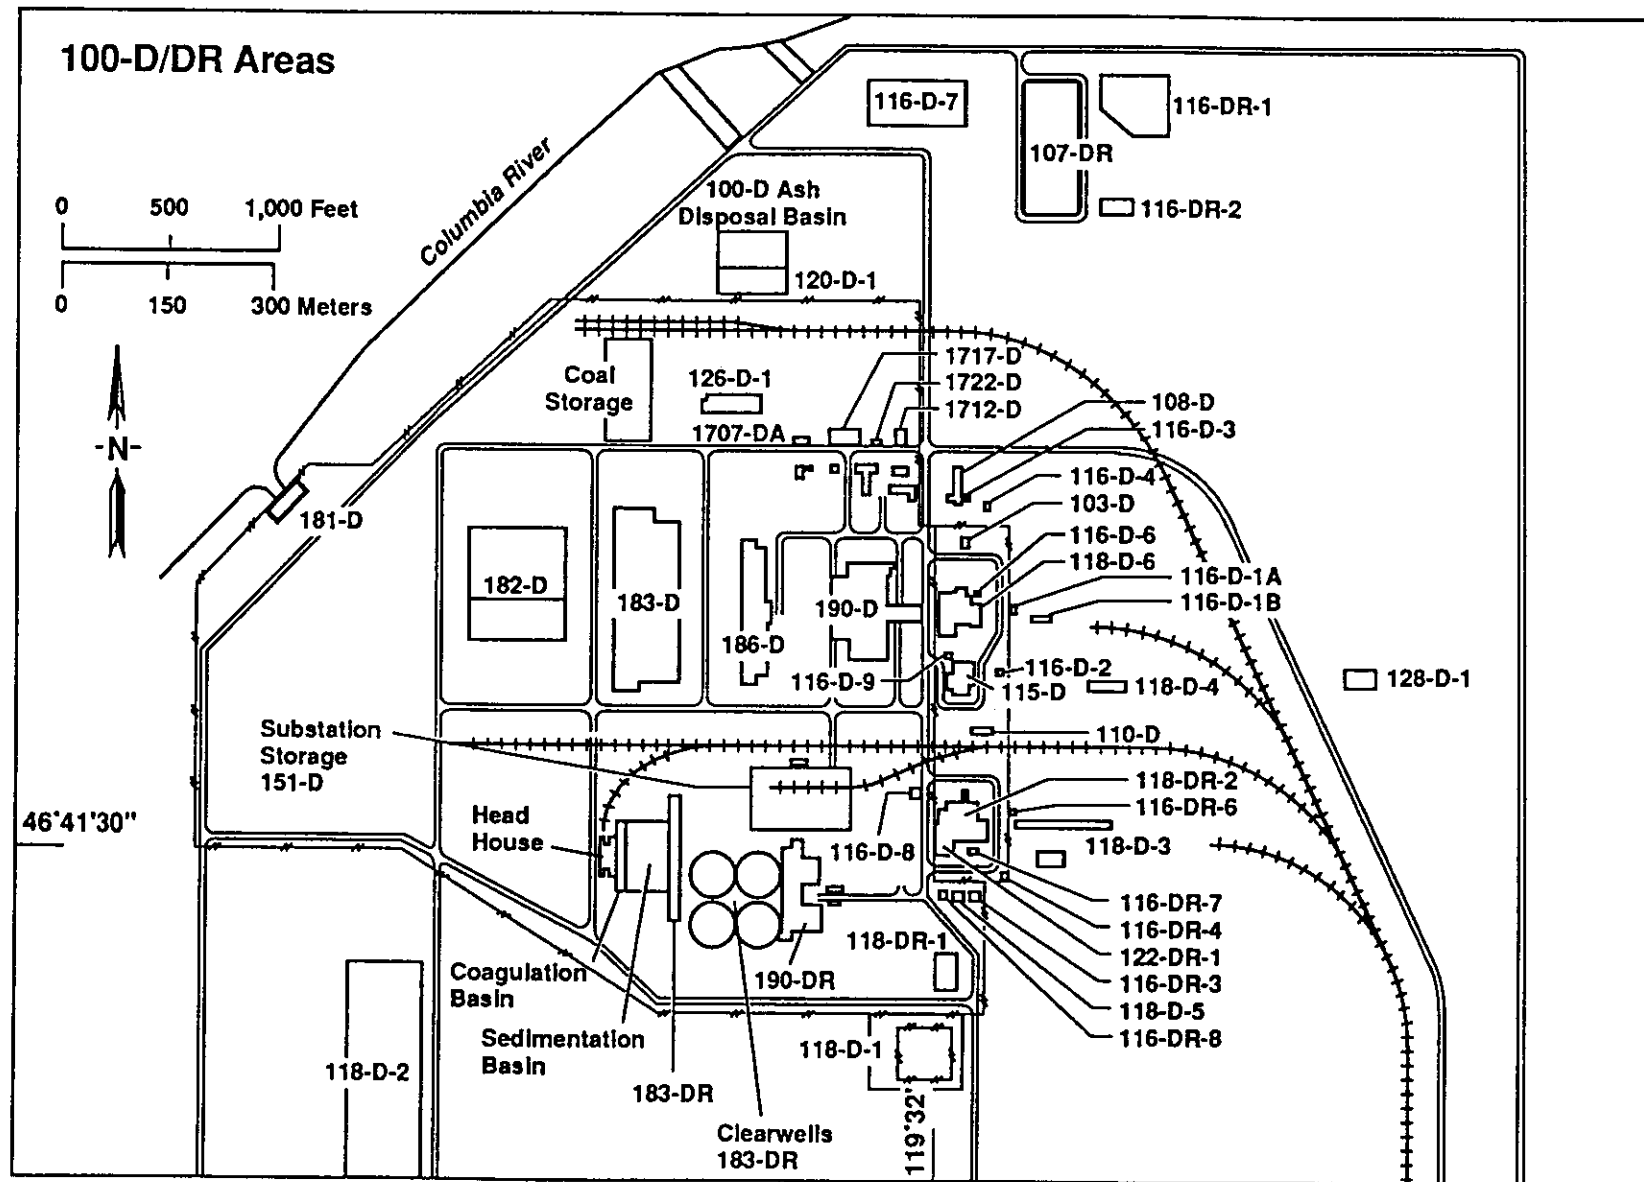 100-D/DR Areas
116-D-7
116-DR-1
107-DR
116-DR-2
Columbia River
0 500 1,000 Feet
0 150 300 Meters
100-D Ash
Disposal Basin
120-D-1
-N-
Coal
Storage
126-D-1
1707-DA
1717-D
1722-D
1712-D
108-D
116-D-3
116-D-4
103-D
116-D-6
118-D-6
116-D-1A
116-D-1B
181-D
182-D
183-D
186-D
190-D
116-D-9
116-D-2
115-D
118-D-4
128-D-1
110-D
Substation
Storage
151-D
118-DR-2
116-DR-6
46°41'30"
Head
House
116-D-8
118-D-3
116-DR-7
116-DR-4
122-DR-1
116-DR-3
118-D-5
116-DR-8
118-DR-1
190-DR
Coagulation
Basin
Sedimentation
Basin
118-D-1
118-D-2
183-DR
Clearwells
183-DR
119°32'